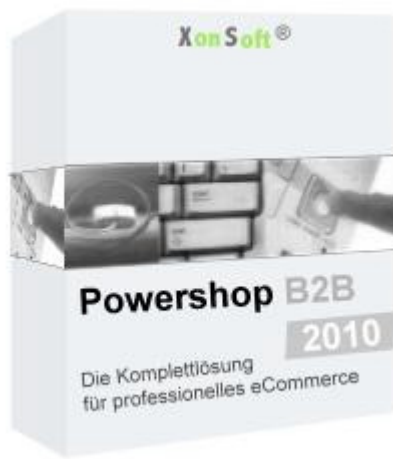 XonSoft®
Powershop B2B
2010
Die Komplettlösung
für professionelles eCommerce